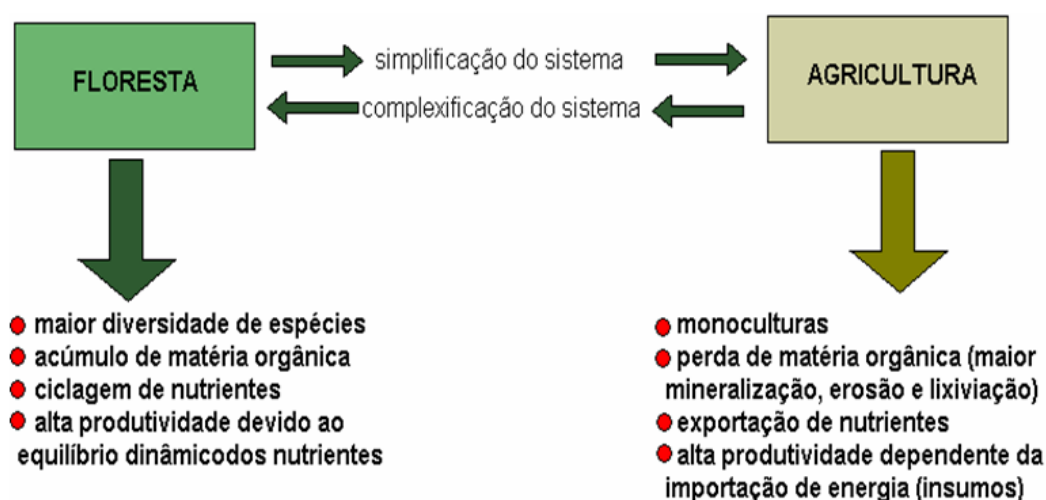 FLORESTA
simplificação do sistema
complexificação do sistema
AGRICULTURA
maior diversidade de espécies
acúmulo de matéria orgânica
ciclagem de nutrientes
alta produtividade devido ao
equilíbrio dinâmicodos nutrientes
monoculturas
perda de matéria orgânica (maior
mineralização, erosão e lixiviação)
exportação de nutrientes
alta produtividade dependente da
importação de energia (insumos)